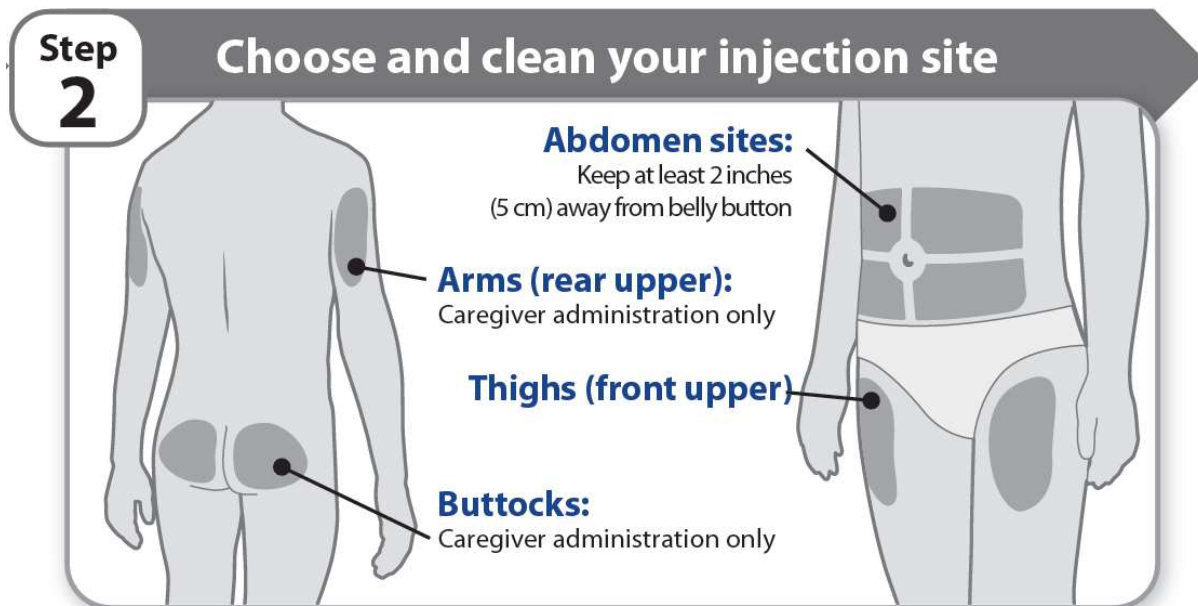 Step
2
Choose and clean your injection site
Abdomen sites:
Keep at least 2 inches
(5 cm) away from belly button
Arms (rear upper):
Caregiver administration only
Thighs (front upper)
Buttocks:
Caregiver administration only